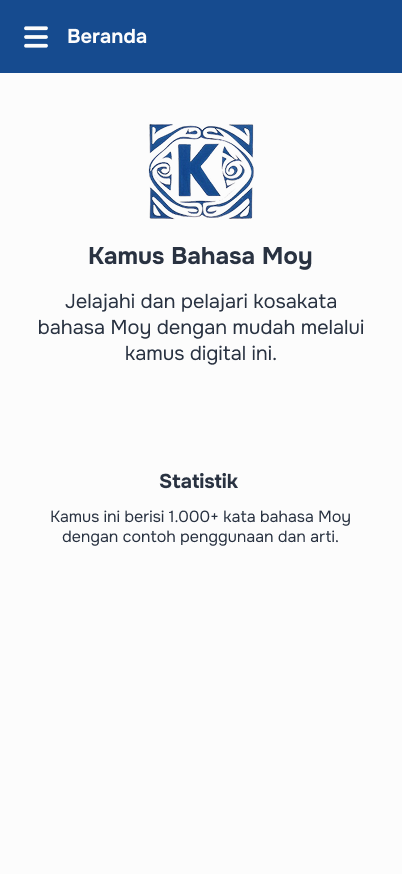 Beranda
K
Kamus Bahasa Moy
Jelajahi dan pelajari kosakata
bahasa Moy dengan mudah melalui
kamus digital ini.
Statistik
Kamus ini berisi 1.000+ kata bahasa Moy
dengan contoh penggunaan dan arti.